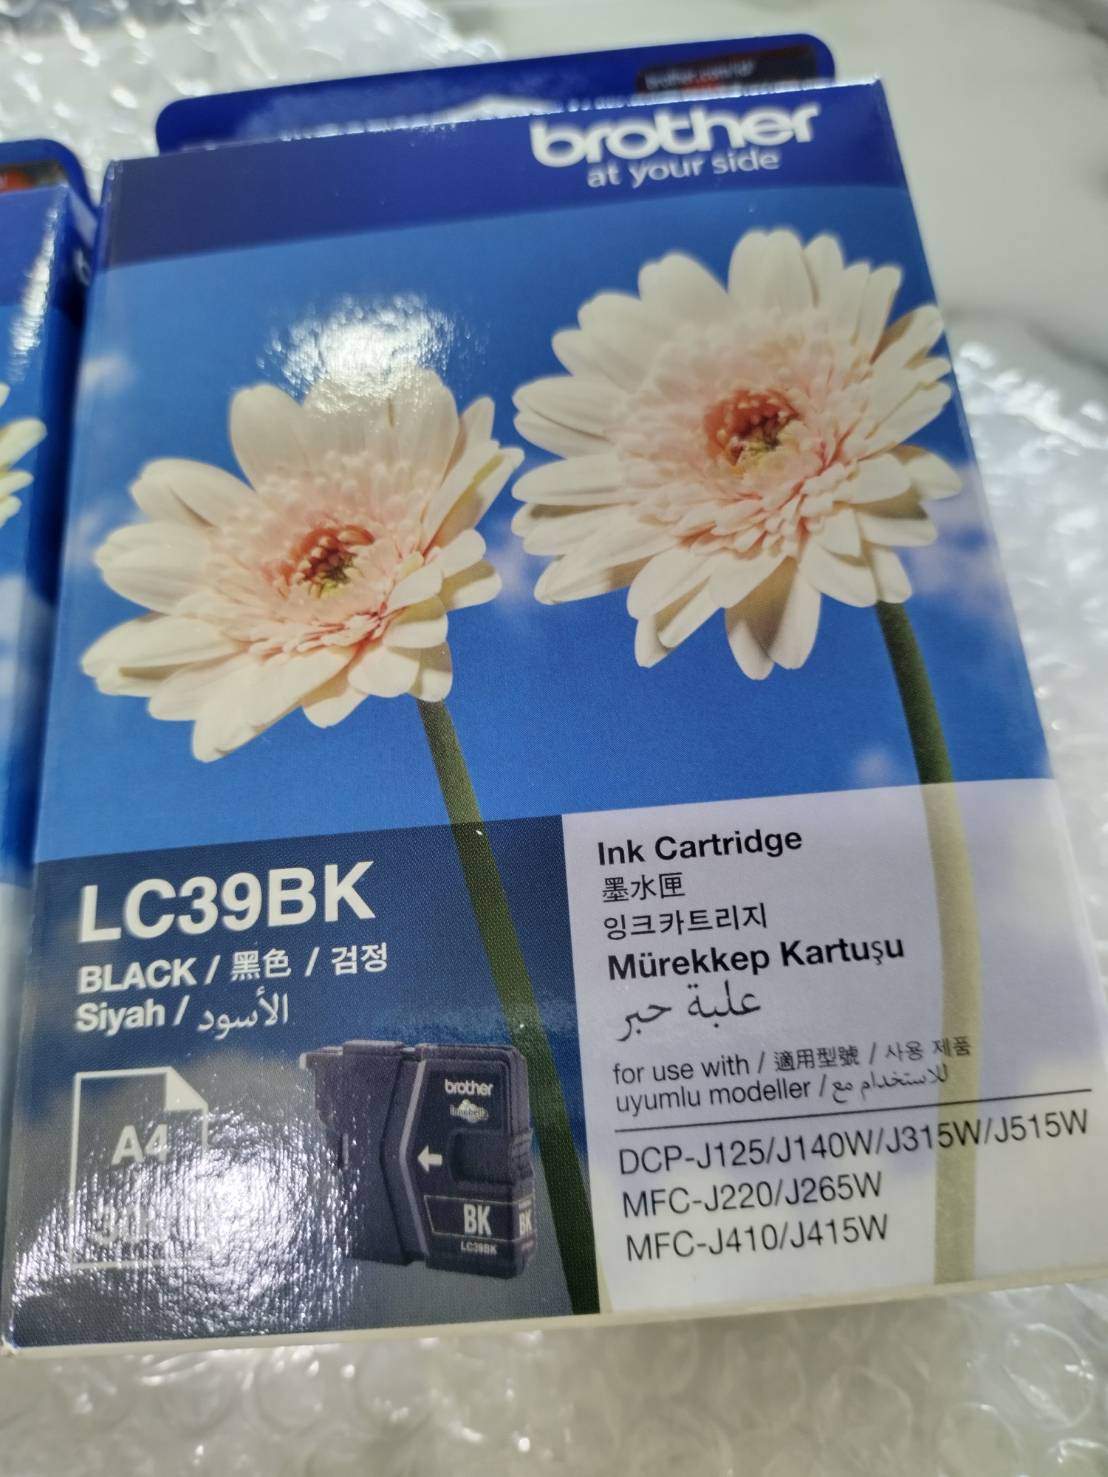 brother
at your side
LC39BK
BLACK / 黑色 / 검정
Siyah / الأسود
A4
brother
BK
BK
LC39BK
Ink Cartridge
墨水匣
잉크카트리지
Mürekkep Kartuşu
علبة حبر
for use with / 適用型號 / 사용 제품
uyumlu modeller / للاستخدام مع
DCP-J125/J140W/J315W/J515W
MFC-J220/J265W
MFC-J410/J415W